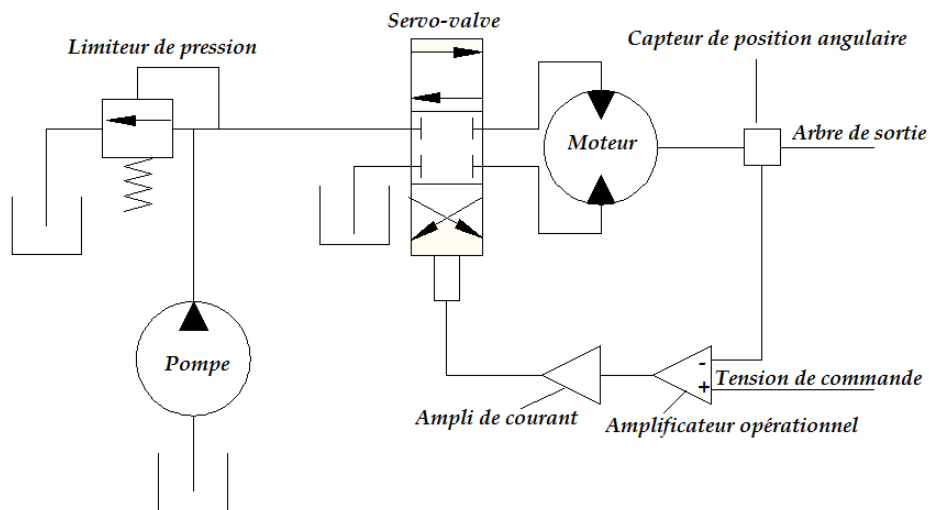 Servo-valve
Limiteur de pression
Capteur de position angulaire
Arbre de sortie
Moteur
Pompe
-
+
Tension de commande
Ampli de courant
Amplificateur opérationnel